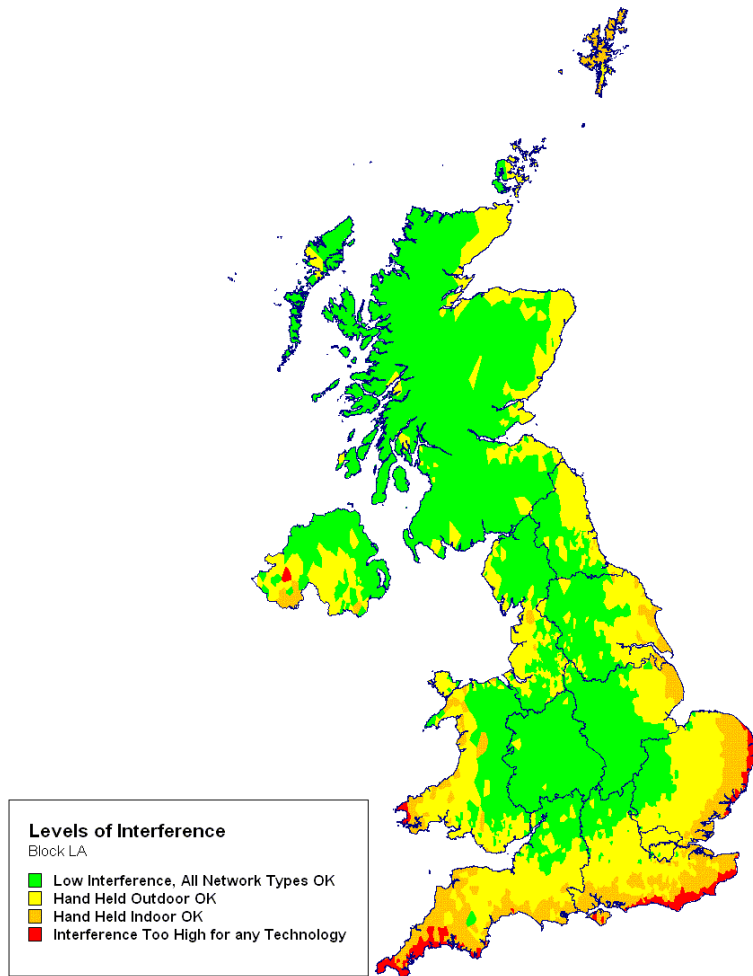 Levels of Interference
Block LA
Low Interference, All Network Types OK
Hand Held Outdoor OK
Hand Held Indoor OK
Interference Too High for any Technology